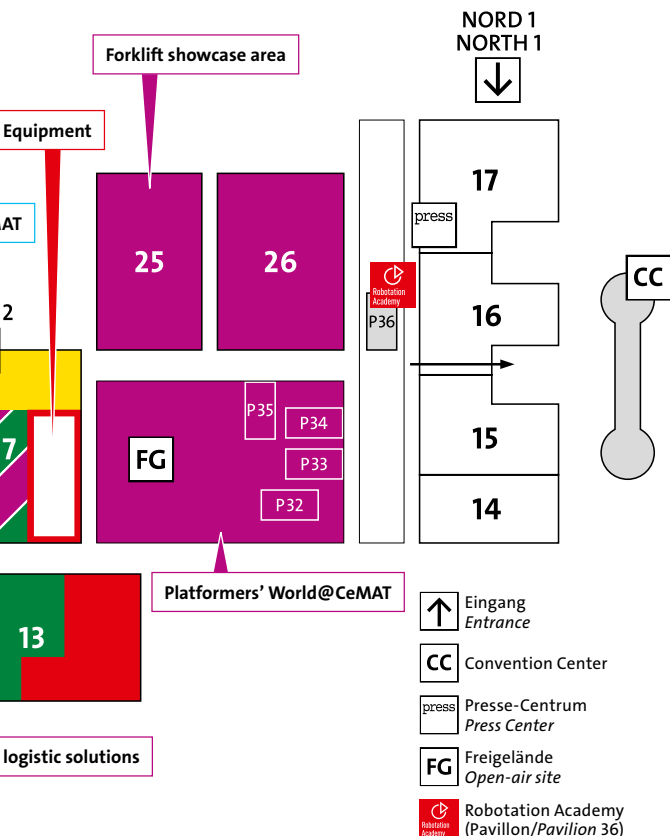 NORD 1
NORTH 1
Forklift showcase area
Equipment
17
press
AT
25
26
CC
Robotation
Academy
2
P36
16
P35
P34
7
FG
15
P33
P32
14
Platformers' World@CeMAT
13
Eingang
Entrance
CC
Convention Center
press
Presse-Centrum
Press Center
logistic solutions
FG
Freigelände
Open-air site
Robotation
Academy
Robotation Academy
(Pavillon/Pavilion 36)